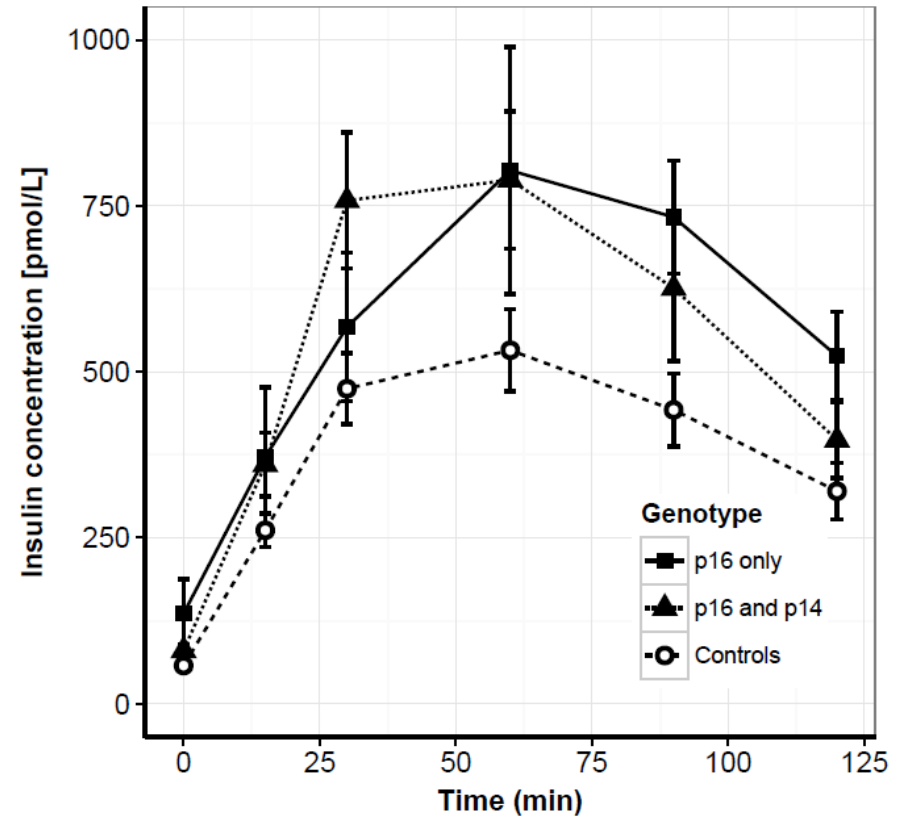 Insulin concentration [pmol/L]
1000
750
500
250
0
Genotype
p16 only
p16 and p14
Controls
0 25 50 75 100 125
Time (min)